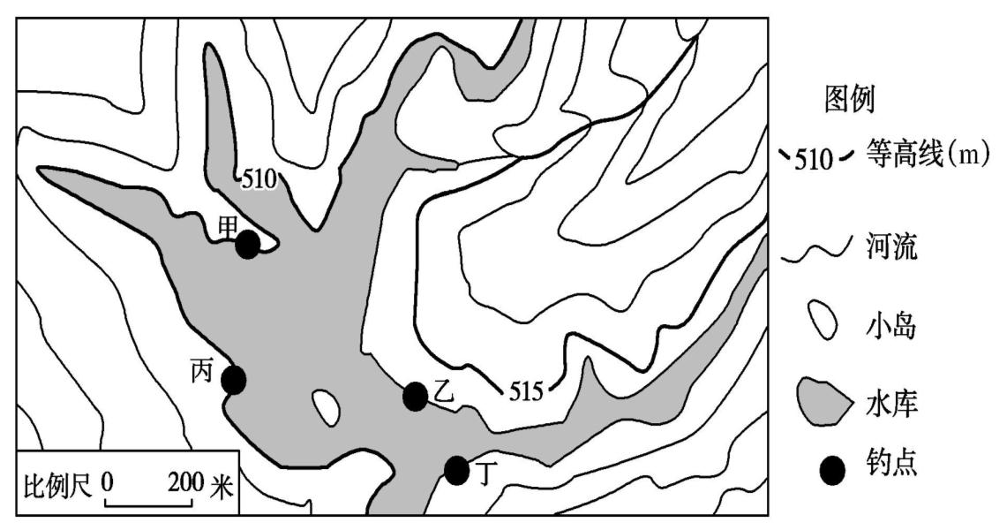 510
甲
丙
乙
515
丁
比例尺 0 200 米
图例
510 等高线(m)
河流
小岛
水库
钓点